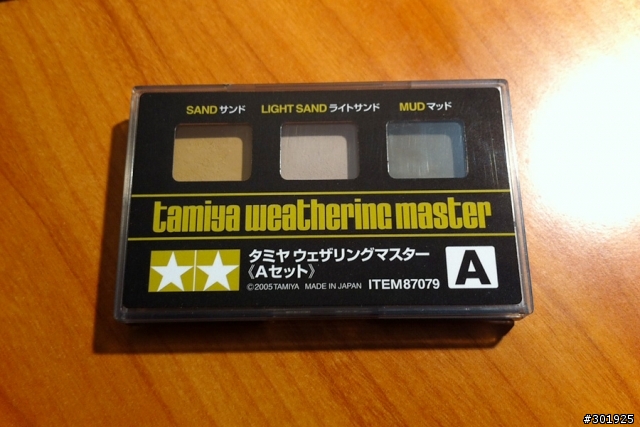 SAND サンド LIGHT SAND ライトサンド MUD マッド
tamiya weathering master
タミヤ ウェザリングマスター
《Aセット》
©2005 TAMIYA MADE IN JAPAN ITEM 87079
A
#301925